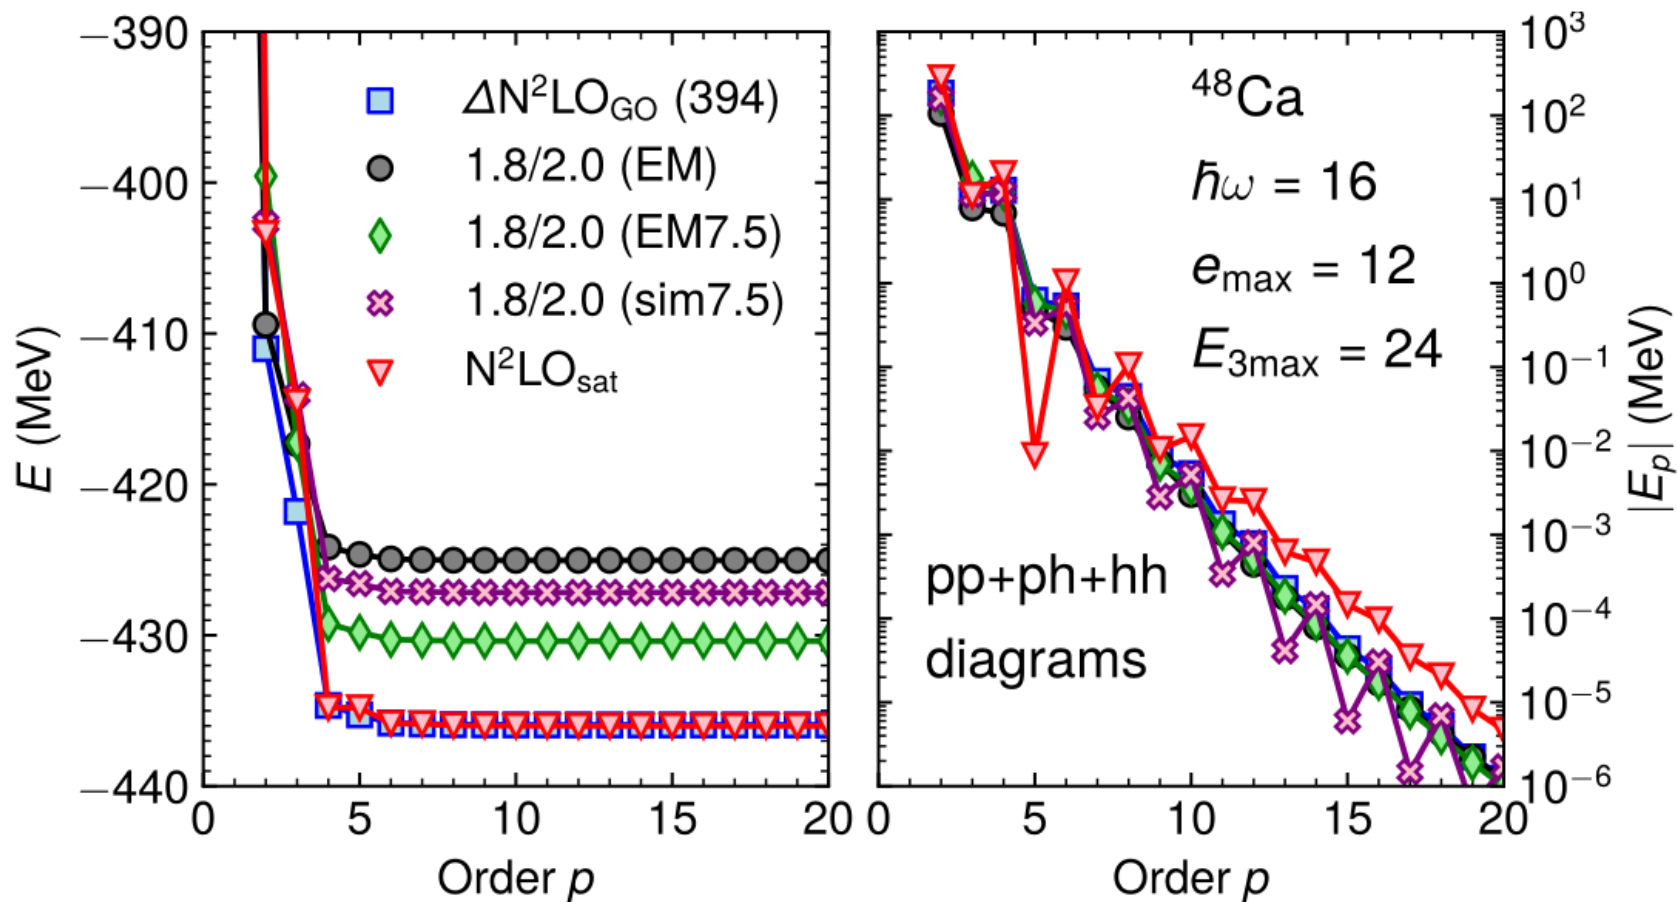 −390
−400
−410
−420
−430
−440
E (MeV)
0 5 10 15 20
Order p
ΔN²LO_GO (394)
1.8/2.0 (EM)
1.8/2.0 (EM7.5)
1.8/2.0 (sim7.5)
N²LO_sat
⁴⁸Ca
ℏω = 16
e_max = 12
E_3max = 24
pp+ph+hh
diagrams
0 5 10 15 20
Order p
10³
10²
10¹
10⁰
10⁻¹
10⁻²
10⁻³
10⁻⁴
10⁻⁵
10⁻⁶
|E_p| (MeV)